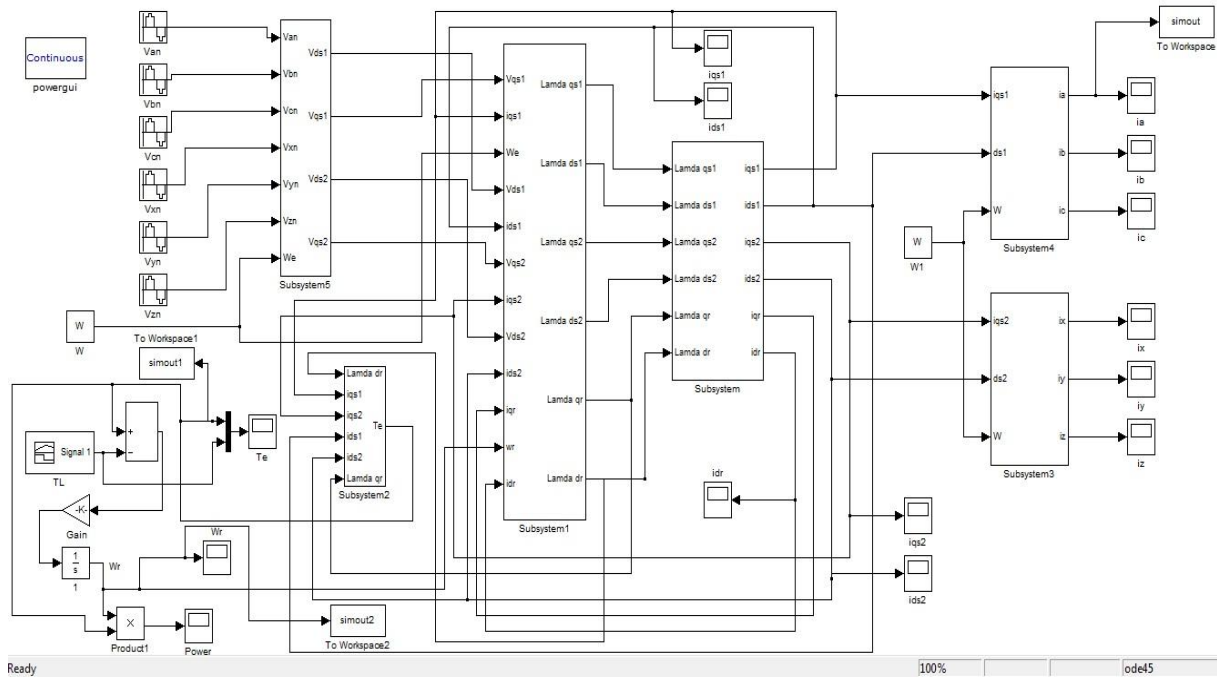 Continuous
powergui
Van
Vbn
Vcn
Vxn
Vyn
Vzn
Van
Vbn
Vcn
Vxn
Vyn
Vzn
We
Vds1
Vqs1
Vds2
Vqs2
Subsystem5
W
W
To Workspace1
simout1
Signal 1
TL
+
−
Te
-K-
Gain
1
s
1
Wr
Wr
X
Product1
Power
simout2
To Workspace2
Lamda dr
iqs1
iqs2
ids1
ids2
Lamda qr
Te
Subsystem2
Vqs1
iqs1
We
Vds1
ids1
Vqs2
iqs2
Vds2
ids2
iqr
wr
idr
Lamda qs1
Lamda ds1
Lamda qs2
Lamda ds2
Lamda qr
Lamda dr
Subsystem1
iqs1
ids1
Lamda qs1
Lamda ds1
Lamda qs2
Lamda ds2
Lamda qr
Lamda dr
iqs1
ids1
iqs2
ids2
iqr
idr
Subsystem
idr
iqs2
ids2
W
W1
iqs1
ds1
W
ia
ib
ic
Subsystem4
simout
To Workspace
ia
ib
ic
iqs2
ds2
W
ix
iy
iz
Subsystem3
ix
iy
iz
Ready
100%
ode45